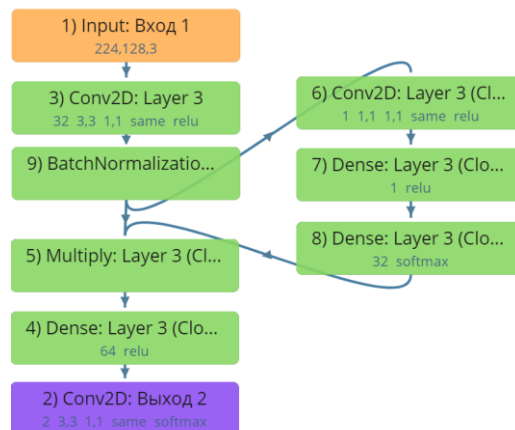 1) Input: Вход 1
224,128,3
3) Conv2D: Layer 3
32 3,3 1,1 same relu
9) BatchNormalizatio...
5) Multiply: Layer 3 (Cl...
4) Dense: Layer 3 (Clo...
64 relu
2) Conv2D: Выход 2
2 3,3 1,1 same softmax
6) Conv2D: Layer 3 (Cl...
1 1,1 1,1 same relu
7) Dense: Layer 3 (Clo...
1 relu
8) Dense: Layer 3 (Clo...
32 softmax